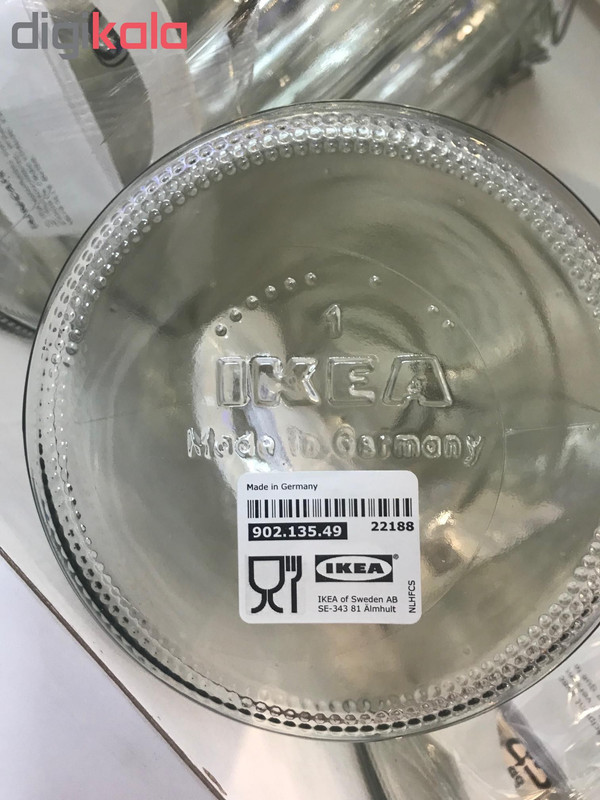 digikala
1
IKEA
Made in Germany
Made in Germany
902.135.49
22188
IKEA®
IKEA of Sweden AB
SE-343 81 Älmhult
NLHFCS